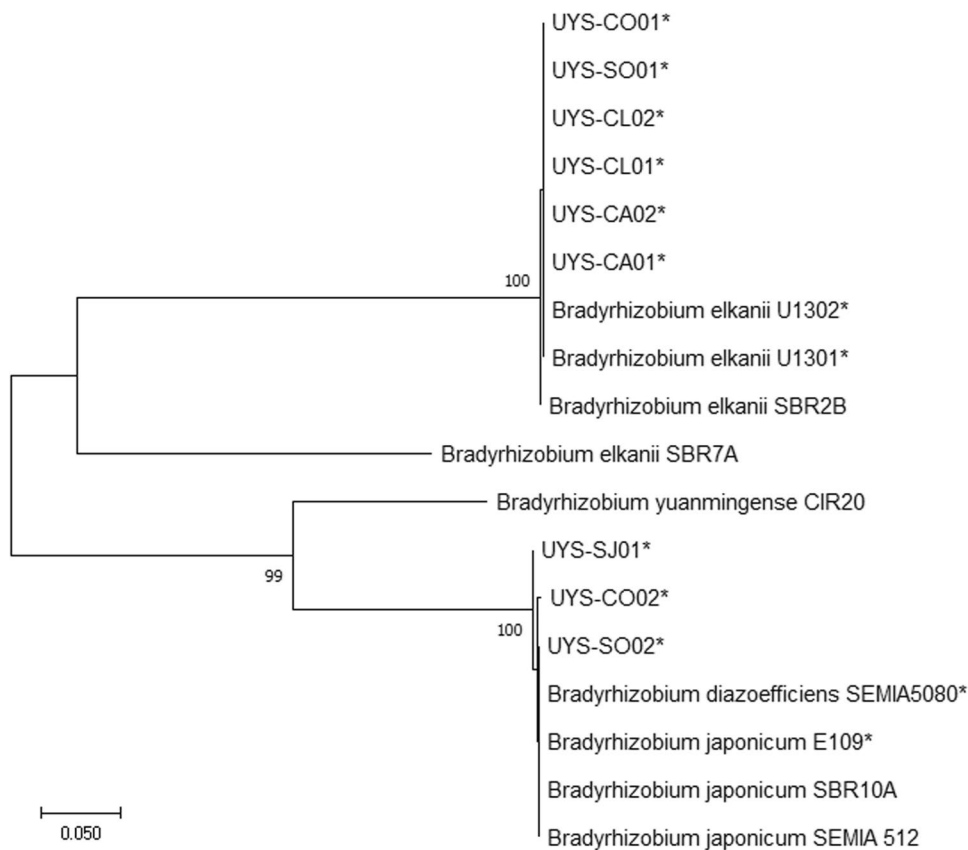 UYS-CO01*
UYS-SO01*
UYS-CL02*
UYS-CL01*
UYS-CA02*
UYS-CA01*
100
Bradyrhizobium elkanii U1302*
Bradyrhizobium elkanii U1301*
Bradyrhizobium elkanii SBR2B
Bradyrhizobium elkanii SBR7A
Bradyrhizobium yuanmingense CIR20
UYS-SJ01*
99
UYS-CO02*
100
UYS-SO02*
Bradyrhizobium diazoefficiens SEMIA5080*
Bradyrhizobium japonicum E109*
Bradyrhizobium japonicum SBR10A
0.050
Bradyrhizobium japonicum SEMIA 512